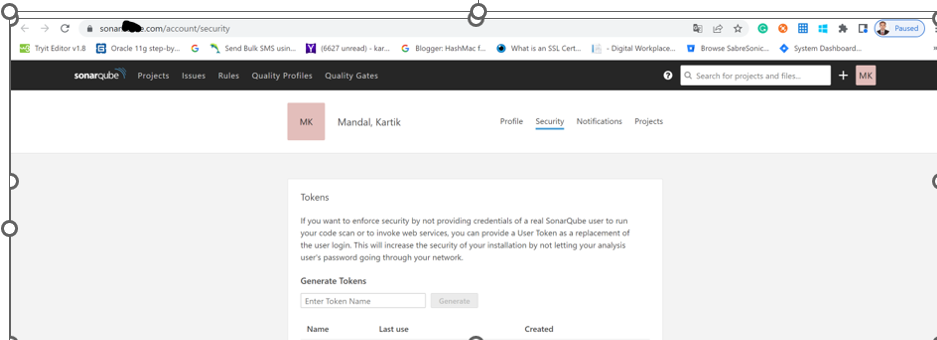 sonar be.com/account/security
Paused
Tryit Editor v1.8 Oracle 11g step-by... Send Bulk SMS usin... (6627 unread) - kar... Blogger: HashMac f... What is an SSL Cert... - Digital Workplace... Browse SabreSonic... System Dashboard...
sonarqube Projects Issues Rules Quality Profiles Quality Gates ? Search for projects and files... + MK
MK Mandal, Kartik Profile Security Notifications Projects
Tokens
If you want to enforce security by not providing credentials of a real SonarQube user to run
your code scan or to invoke web services, you can provide a User Token as a replacement of
the user login. This will increase the security of your installation by not letting your analysis
user's password going through your network.
Generate Tokens
Enter Token Name Generate
Name Last use Created